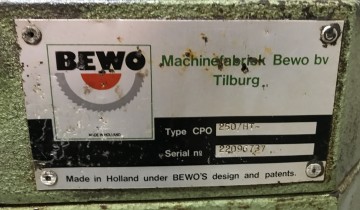 BEWO
MADE IN HOLLAND
Machinefabriek Bewo bv
Tilburg
Type CPO
Serial nr
Made in Holland under BEWO'S design and patents.